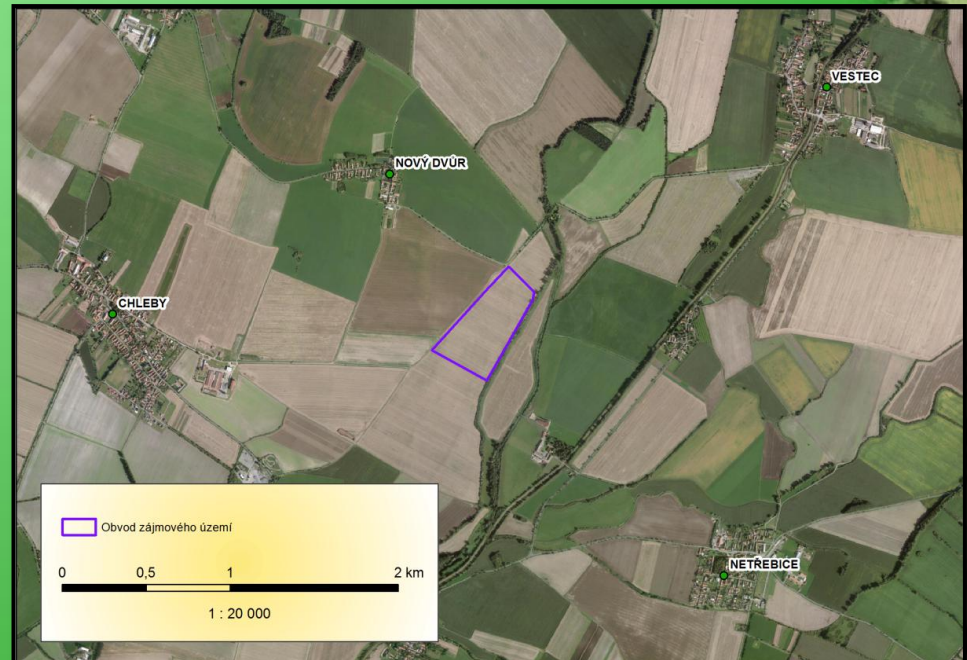 VESTEC
NOVÝ DVŮR
CHLEBY
Obvod zájmového území
0 0,5 1 2 km
1 : 20 000
NETŘEBICE